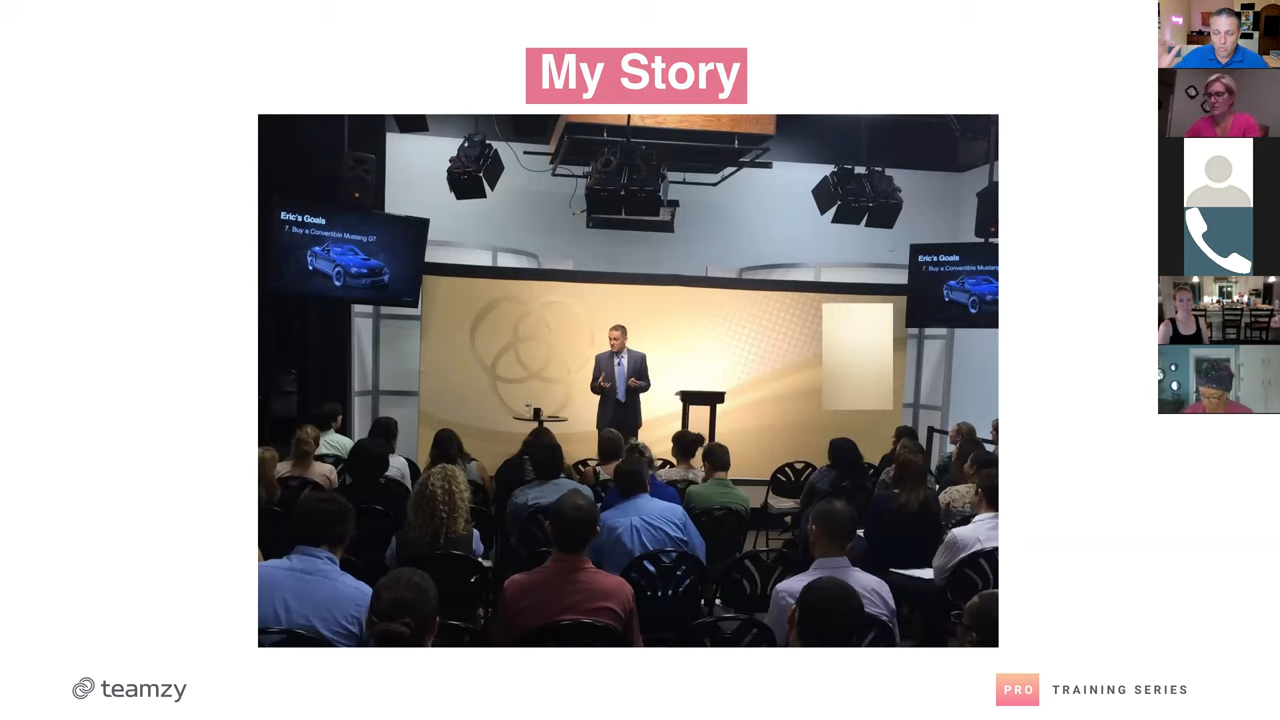 My Story
Eric's Goals
7. Buy a Convertible Mustang GT
Eric's Goals
7. Buy a Convertible Mustang
teamzy
PRO TRAINING SERIES